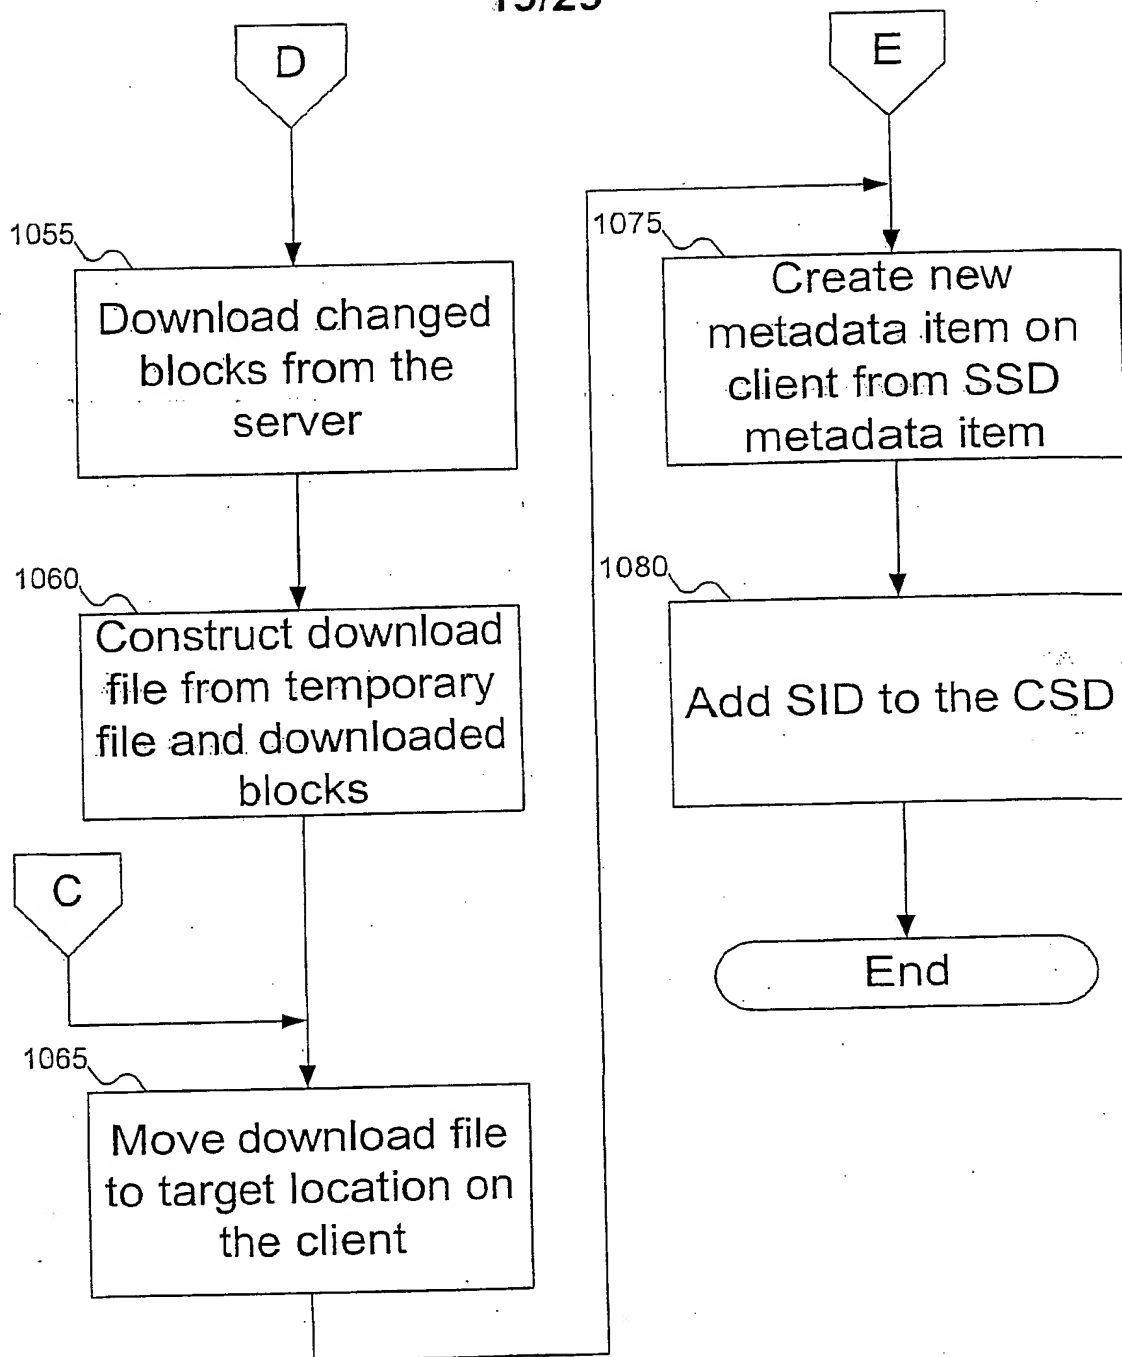 D
1055
Download changed
blocks from the
server
1060
Construct download
file from temporary
file and downloaded
blocks
C
1065
Move download file
to target location on
the client
E
1075
Create new
metadata item on
client from SSD
metadata item
1080
Add SID to the CSD
End